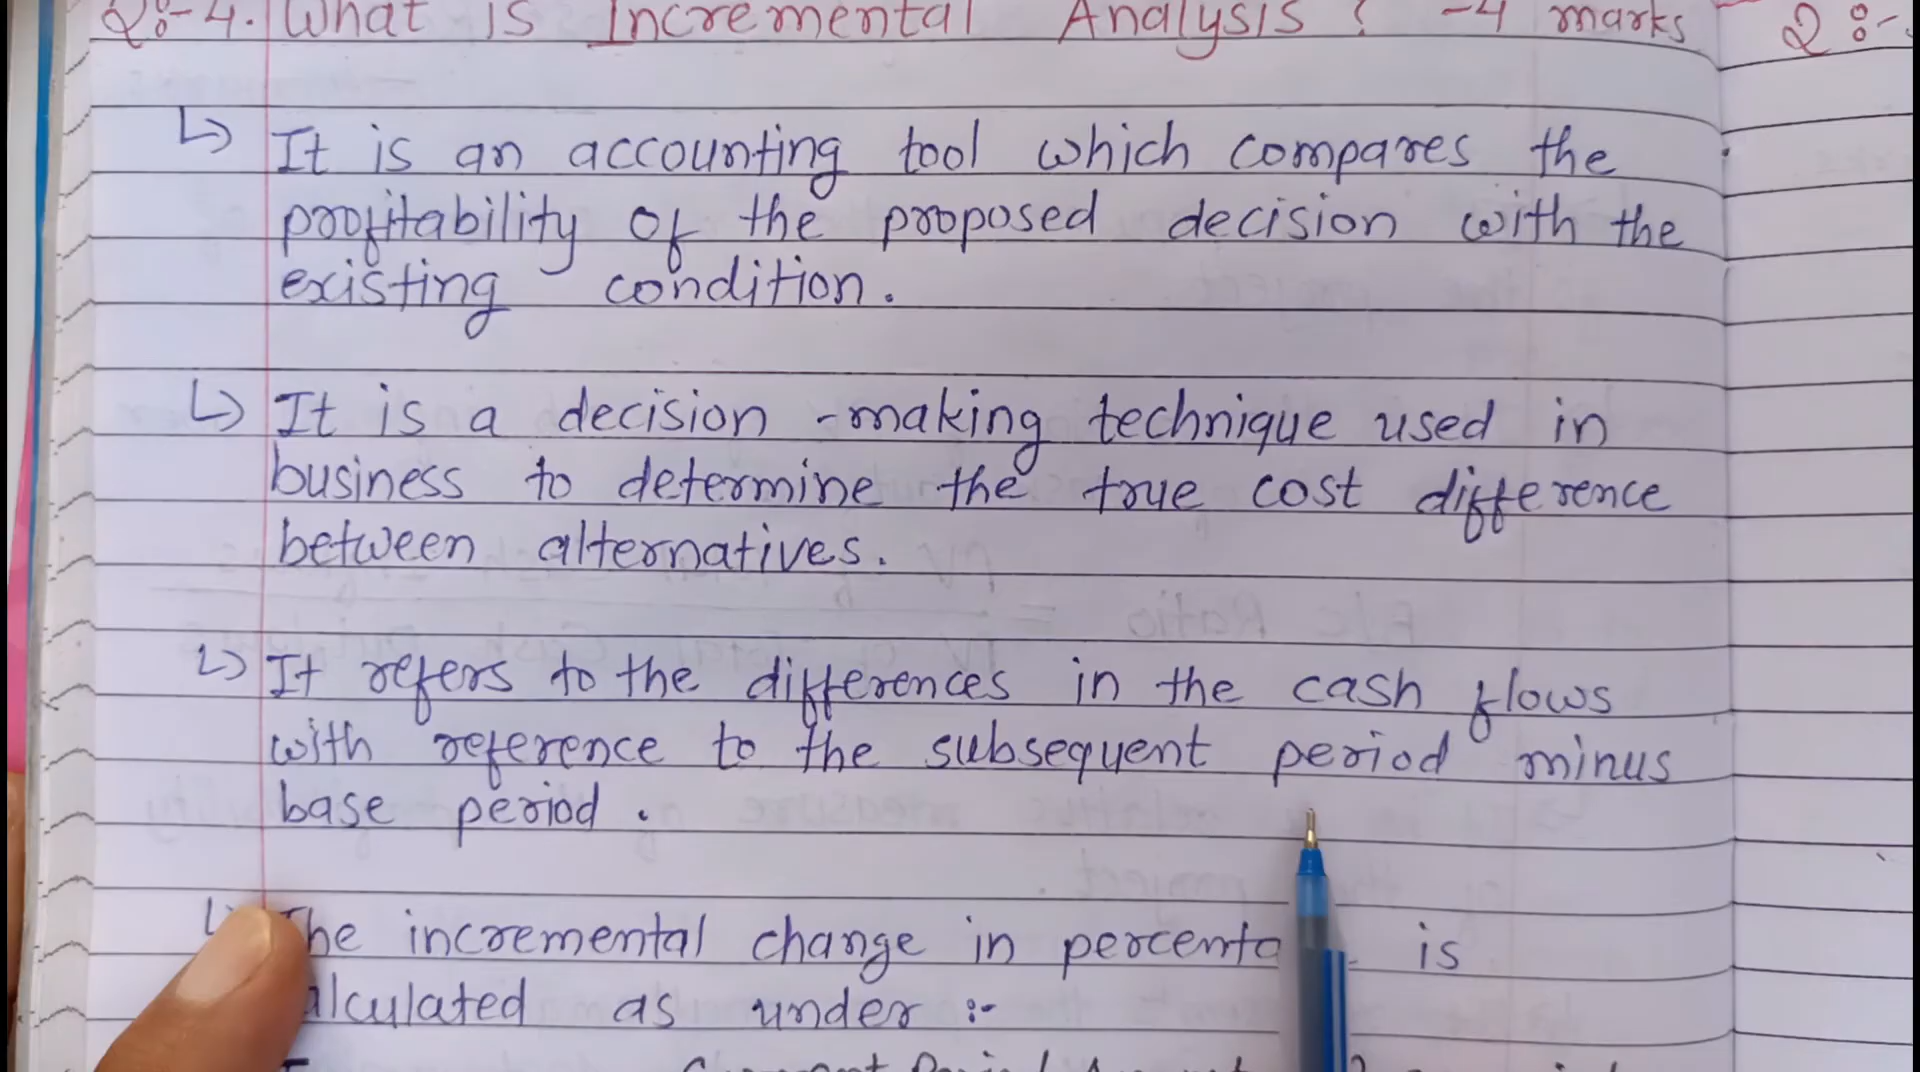 Q:-4. What is Incremental Analysis? -4 marks Q:-
↳ It is an accounting tool which compares the
profitability of the proposed decision with the
existing condition.
↳ It is a decision-making technique used in
business to determine the true cost difference
between alternatives.
↳ It refers to the differences in the cash flows
with reference to the subsequent period minus
base period.
↳ The incremental change in percenta is
alculated as under :-